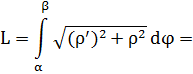 L = ∫_α^β √((ρ′)² + ρ²) dφ =